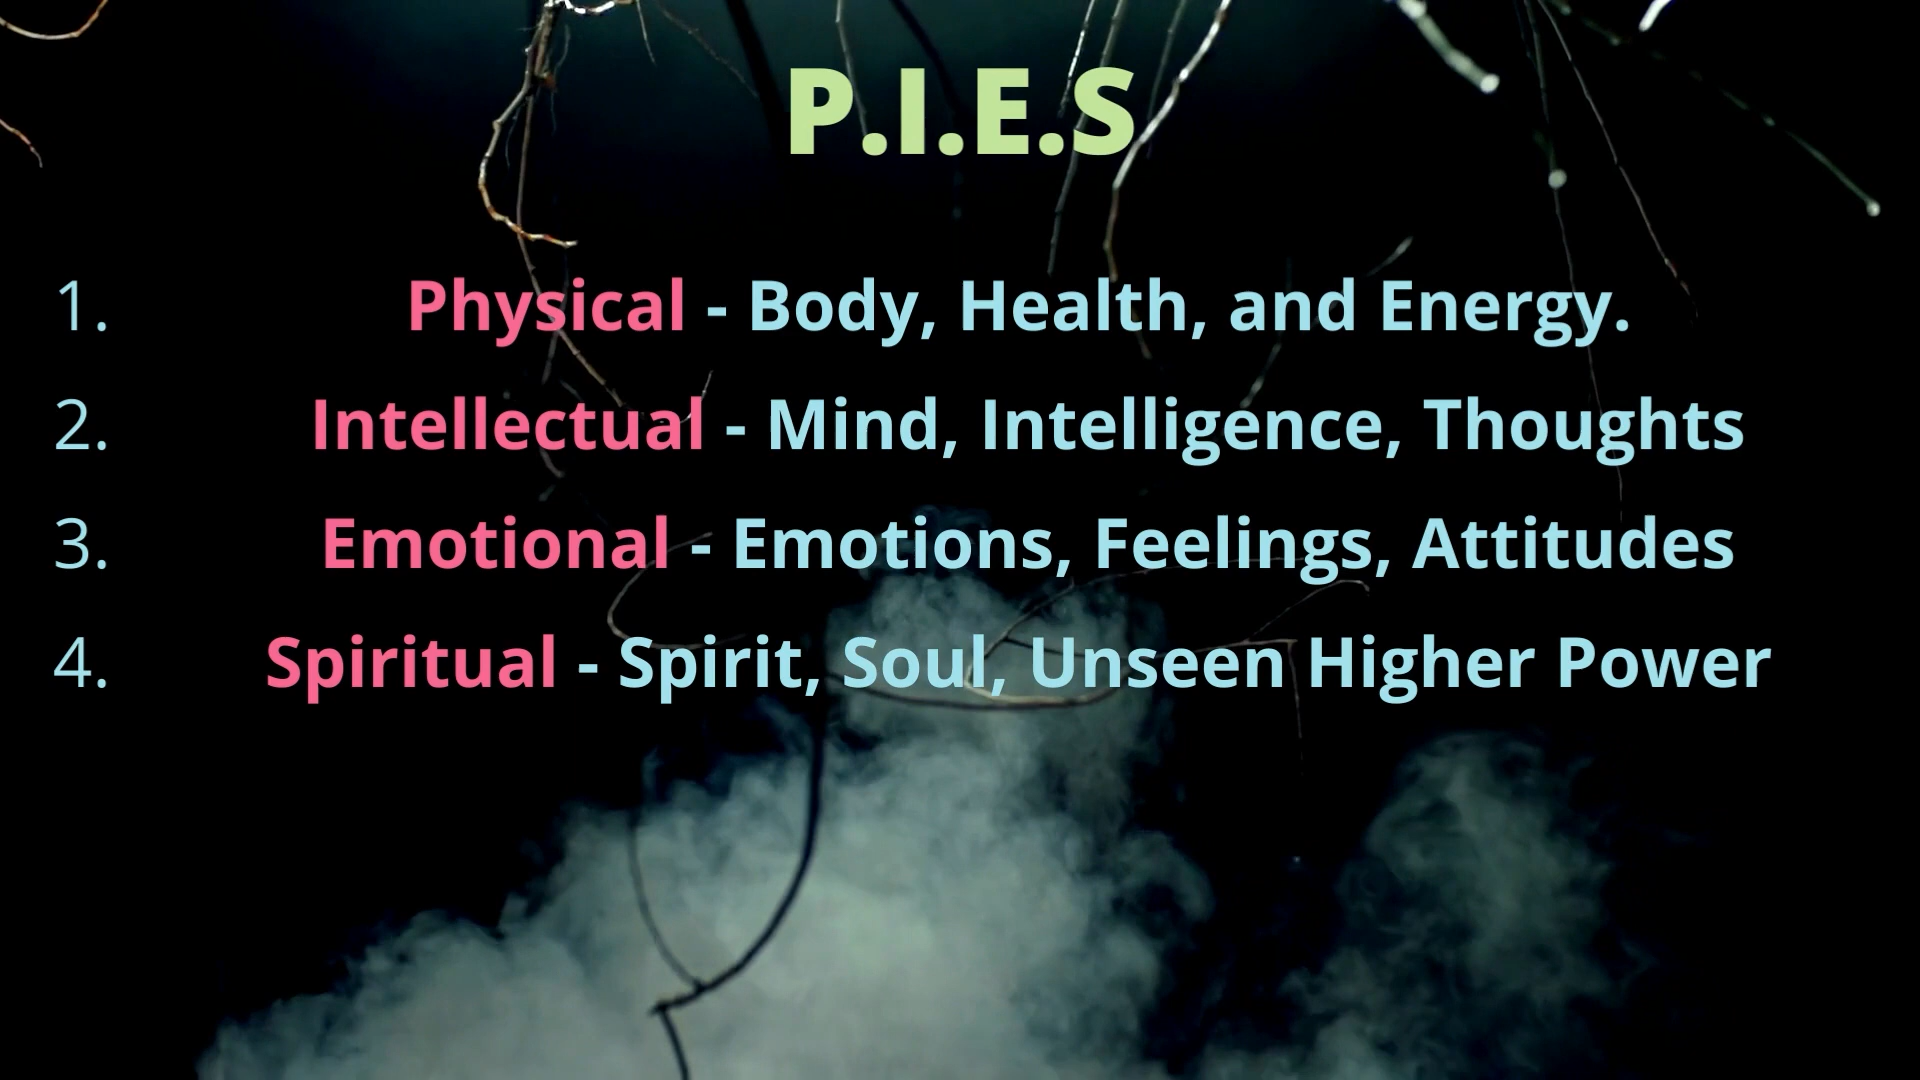 P.I.E.S
1. Physical - Body, Health, and Energy.
2. Intellectual - Mind, Intelligence, Thoughts
3. Emotional - Emotions, Feelings, Attitudes
4. Spiritual - Spirit, Soul, Unseen Higher Power